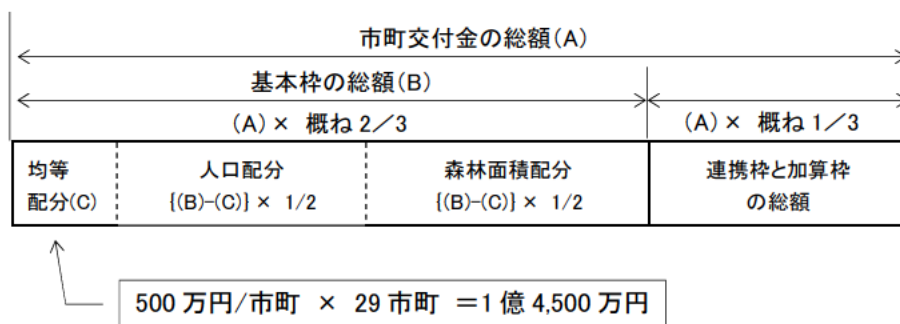 市町交付金の総額(A)
基本枠の総額(B)
(A)× 概ね 2/3
(A)× 概ね 1/3
均等
配分(C)
人口配分
{(B)-(C)} × 1/2
森林面積配分
{(B)-(C)} × 1/2
連携枠と加算枠
の総額
500 万円/市町 × 29 市町 =1 億 4,500 万円